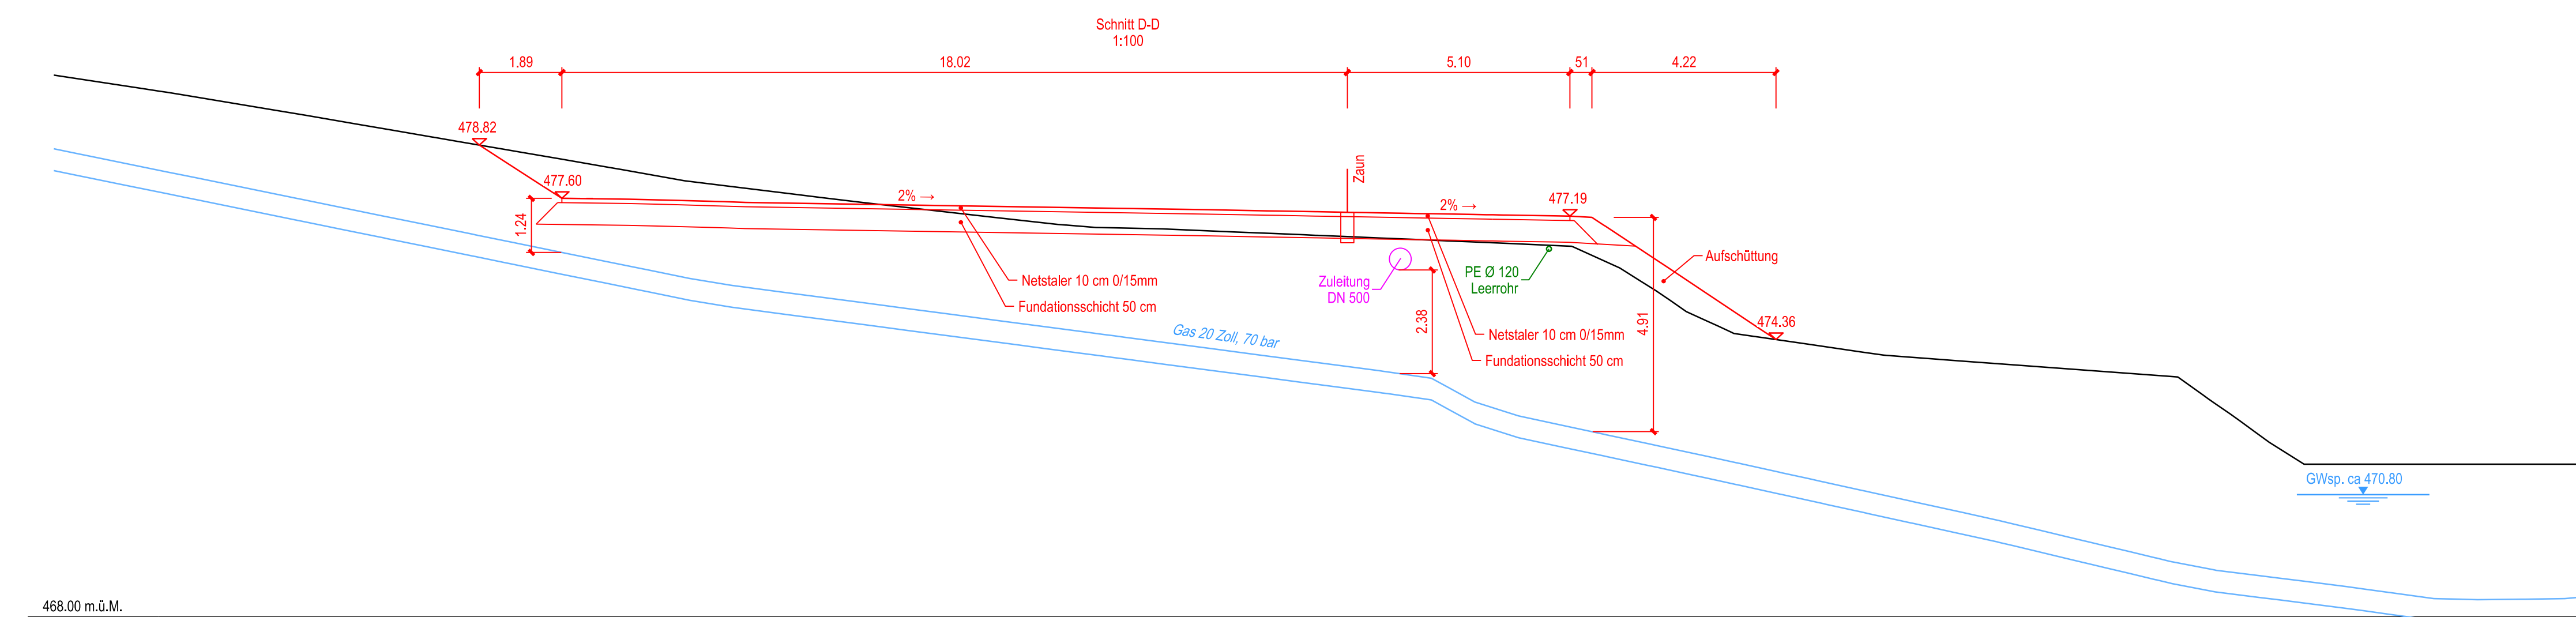 Schnitt D-D
1:100
1.89
18.02
5.10
51
4.22
478.82
477.60
2% →
Zaun
2% →
477.19
1.24
Aufschüttung
Netstaler 10 cm 0/15mm
Fundationsschicht 50 cm
Zuleitung
DN 500
PE Ø 120
Leerrohr
2.38
4.91
474.36
Gas 20 Zoll, 70 bar
Netstaler 10 cm 0/15mm
Fundationsschicht 50 cm
GWsp. ca 470.80
468.00 m.ü.M.